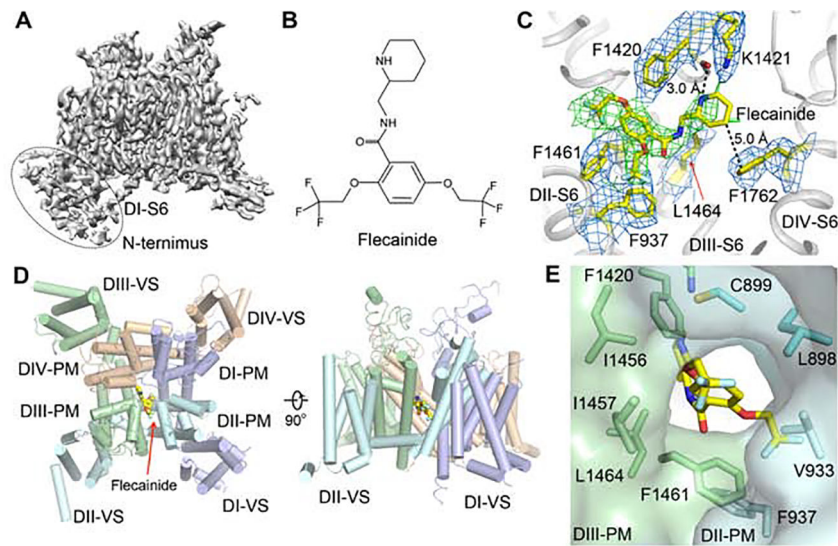 A
DI-S6
N-ternimus
B
HN
NH
O
O
O
F
F
F
F
F
F
Flecainide
C
F1420
K1421
3.0 Å
Flecainide
5.0 Å
F1461
DII-S6
L1464
F1762
F937
DIII-S6
DIV-S6
D
DIII-VS
DIV-VS
DIV-PM
DI-PM
DIII-PM
DII-PM
Flecainide
DII-VS
DI-VS
90°
DII-VS
DI-VS
E
F1420
C899
I1456
L898
I1457
L1464
V933
F1461
F937
DIII-PM
DII-PM